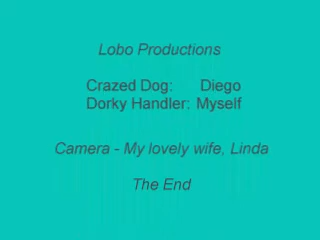 Lobo Productions
Crazed Dog: Diego
Dorky Handler: Myself
Camera - My lovely wife, Linda
The End